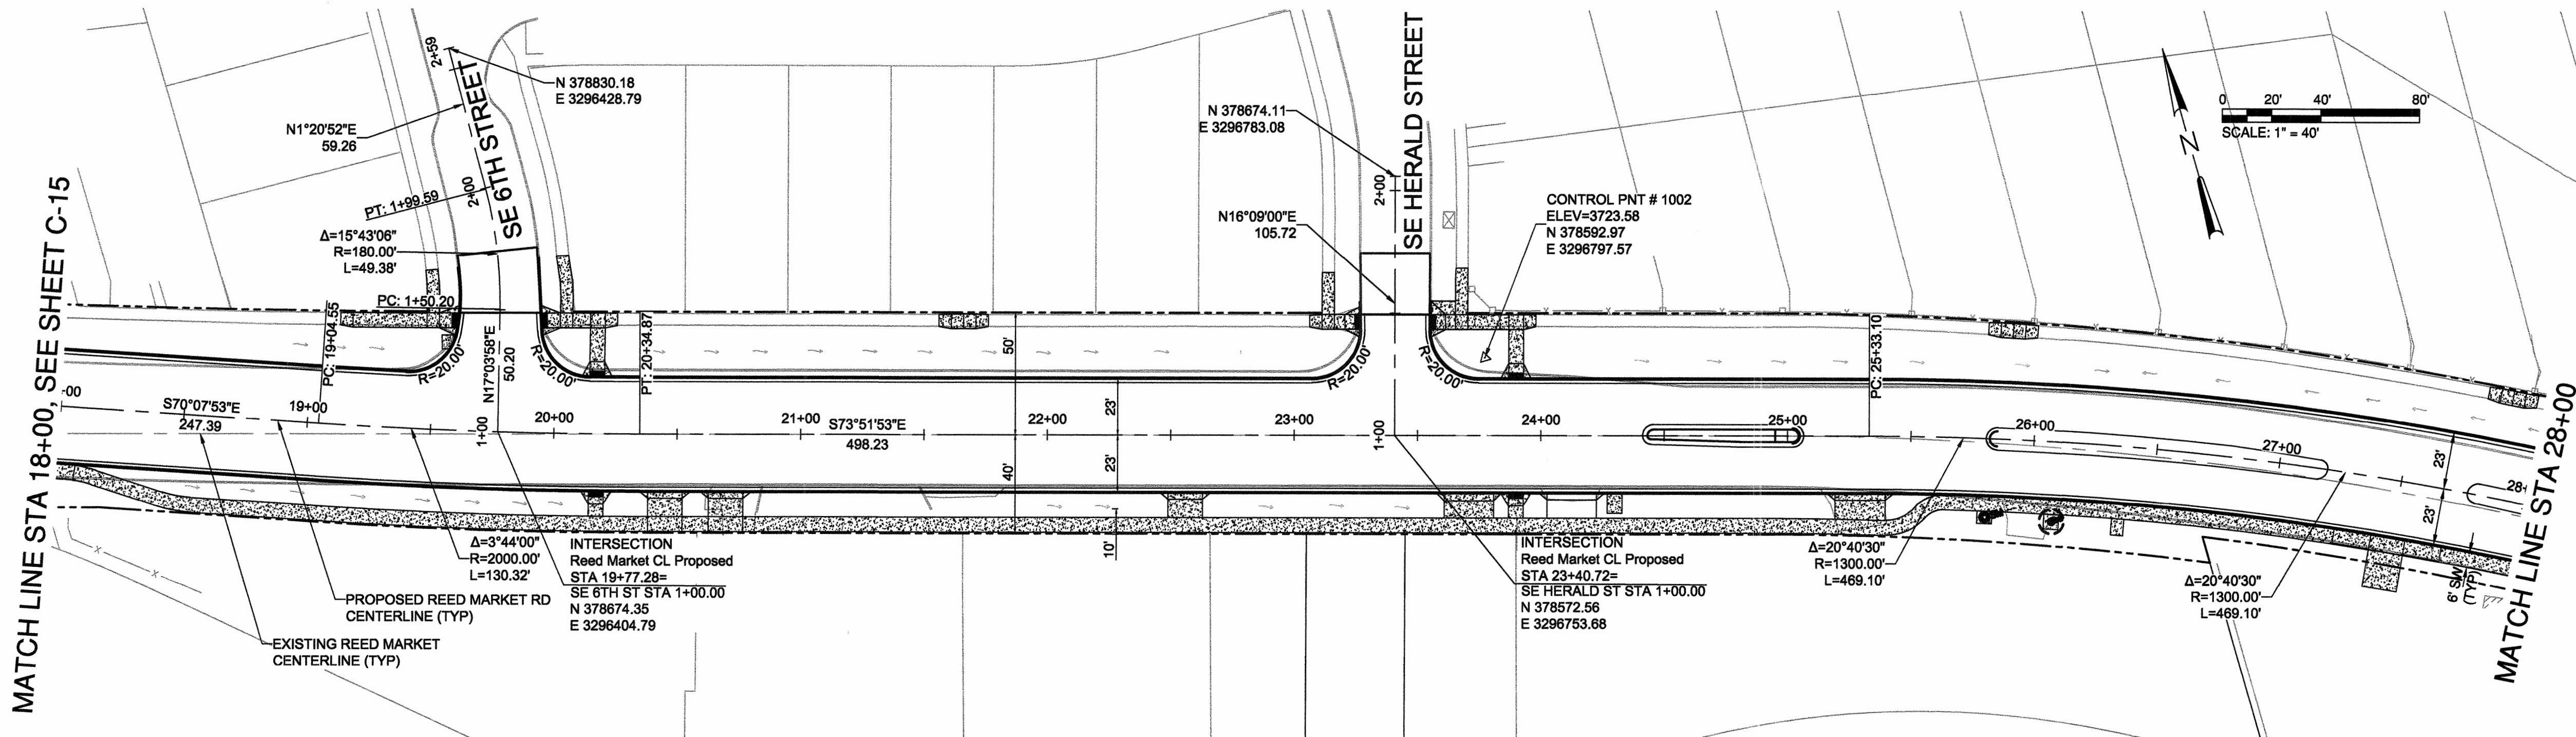 MATCH LINE STA 18+00, SEE SHEET C-15
2+59
SE 6TH STREET
N 378830.18
E 3296428.79
N1°20'52"E
59.26
PT: 1+99.59
2+00
Δ=15°43'06"
R=180.00'
L=49.38'
PC: 1+50.20
PC: 19+04.55
R=20.00'
N17°03'58"E
50.20
R=20.00'
PT: 20+34.87
-00
S70°07'53"E
247.39
19+00
1+00
20+00
21+00
S73°51'53"E
498.23
22+00
23+00
50'
40'
23'
23'
10'
Δ=3°44'00"
R=2000.00'
L=130.32'
PROPOSED REED MARKET RD
CENTERLINE (TYP)
EXISTING REED MARKET
CENTERLINE (TYP)
INTERSECTION
Reed Market CL Proposed
STA 19+77.28=
SE 6TH ST STA 1+00.00
N 378674.35
E 3296404.79
SE HERALD STREET
N 378674.11
E 3296783.08
2+00
N16°09'00"E
105.72
CONTROL PNT # 1002
ELEV=3723.58
N 378592.97
E 3296797.57
R=20.00'
R=20.00'
1+00
24+00
25+00
PC: 25+33.10
26+00
27+00
28+
INTERSECTION
Reed Market CL Proposed
STA 23+40.72=
SE HERALD ST STA 1+00.00
N 378572.56
E 3296753.68
Δ=20°40'30"
R=1300.00'
L=469.10'
Δ=20°40'30"
R=1300.00'
L=469.10'
23'
23'
6' SW
(TYP)
N
0 20' 40' 80'
SCALE: 1" = 40'
MATCH LINE STA 28+00